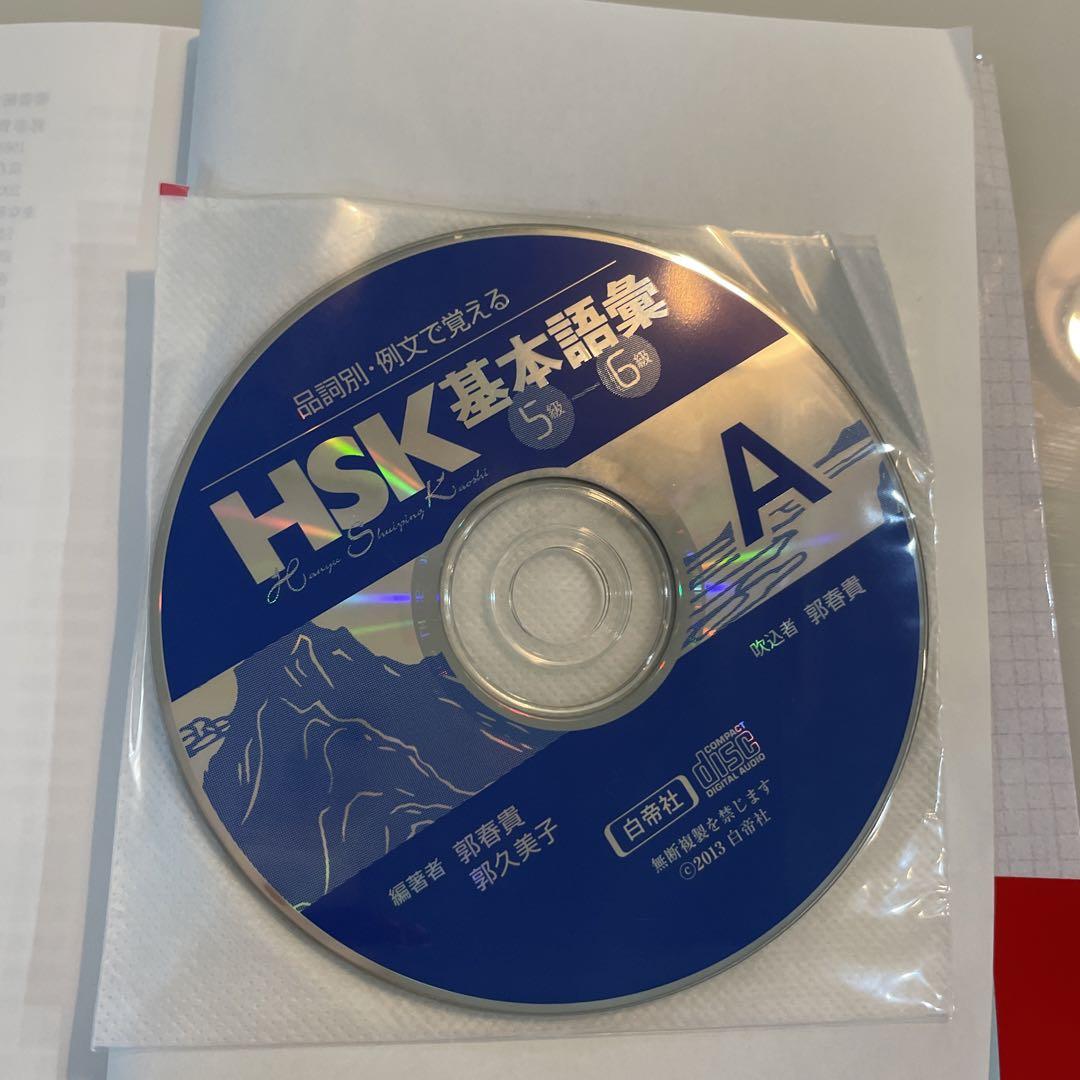 品詞別・例文で覚える
HSK基本語彙
5級—6級
Hanyu Shuiping Kaoshi
A
吹込者 郭春貴
編著者 郭春貴
郭久美子
白帝社
COMPACT
disc
DIGITAL AUDIO
無断複製を禁じます
©2013 白帝社